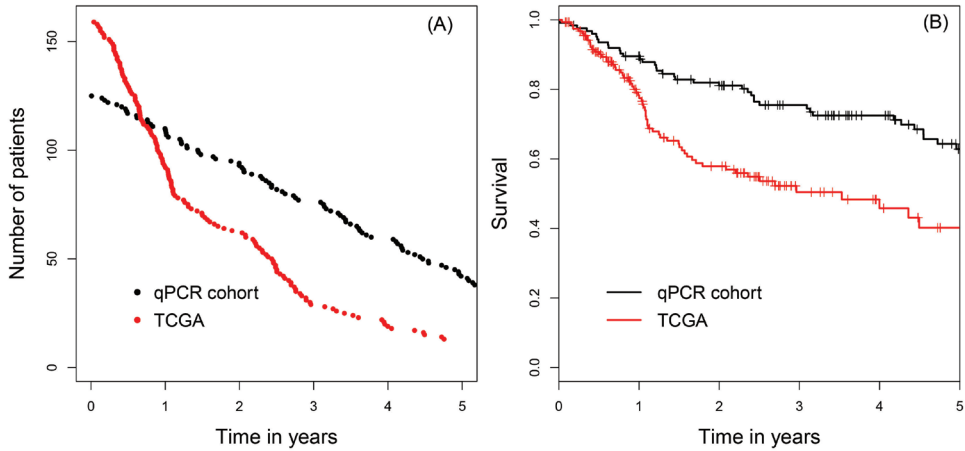 (A)
Number of patients
150
100
50
0
qPCR cohort
TCGA
0 1 2 3 4 5
Time in years
(B)
Survival
1.0
0.8
0.6
0.4
0.2
0.0
qPCR cohort
TCGA
0 1 2 3 4 5
Time in years